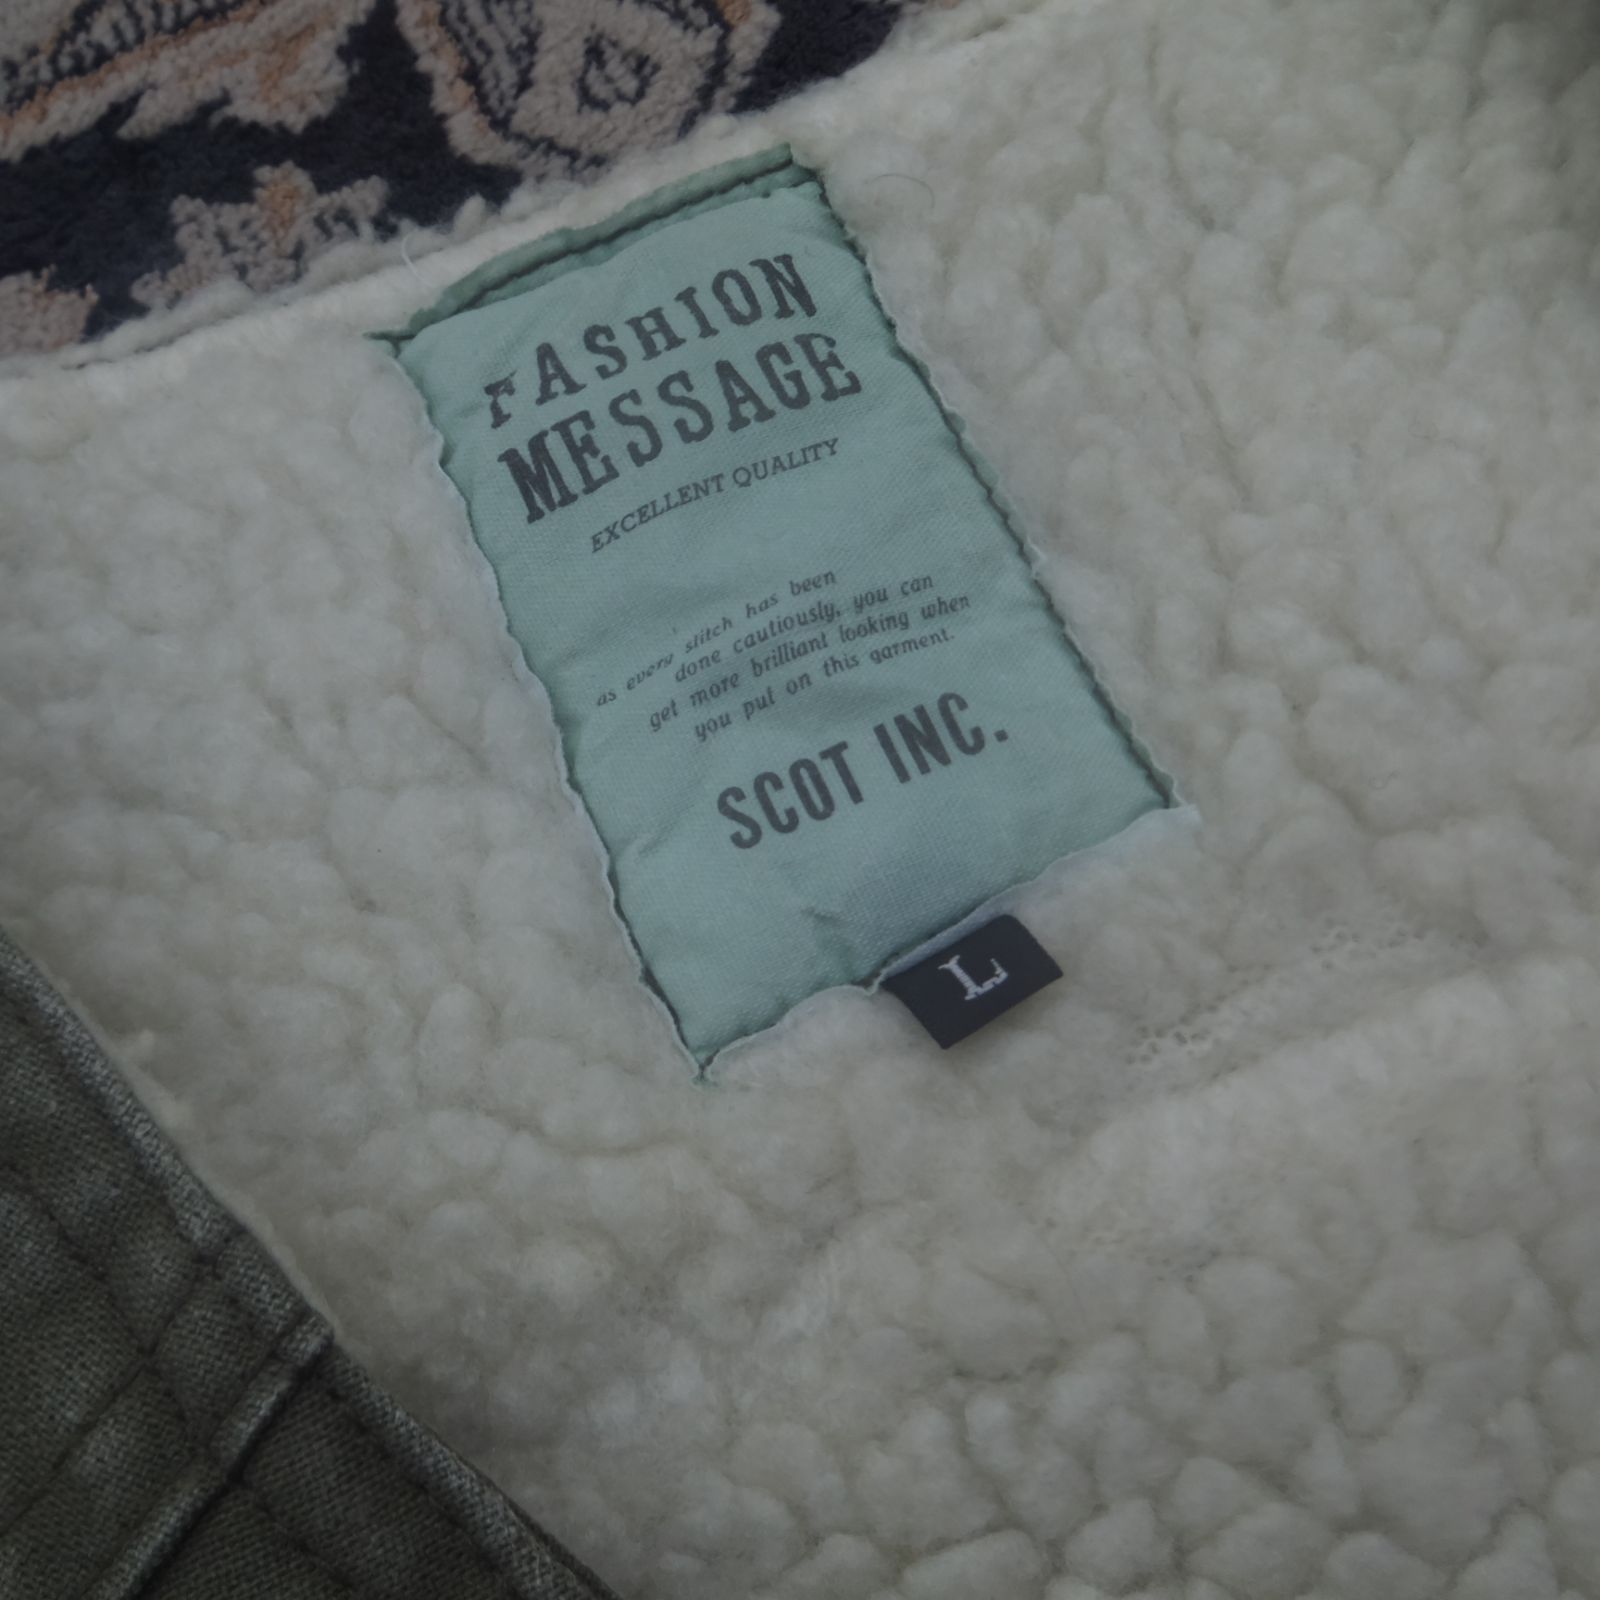 FASHION
MESSAGE
EXCELLENT QUALITY
as every stitch has been
done cautiously, you can
get more brilliant looking when
you put on this garment.
SCOT INC.
L